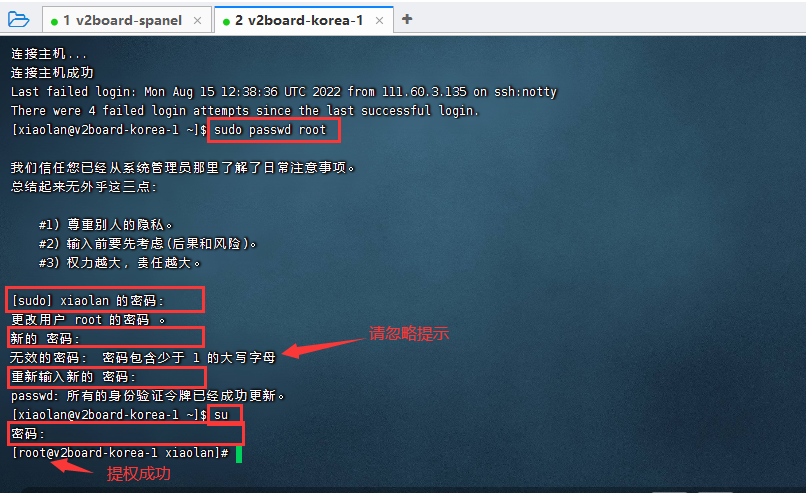 1 v2board-spanel × 2 v2board-korea-1 × +
连接主机...
连接主机成功
Last failed login: Mon Aug 15 12:38:36 UTC 2022 from 111.60.3.135 on ssh:notty
There were 4 failed login attempts since the last successful login.
[xiaolan@v2board-korea-1 ~]$ sudo passwd root
我们信任您已经从系统管理员那里了解了日常注意事项。
总结起来无外乎这三点:
#1) 尊重别人的隐私。
#2) 输入前要先考虑(后果和风险)。
#3) 权力越大, 责任越大。
[sudo] xiaolan 的密码:
更改用户 root 的密码 。
请忽略提示
新的 密码:
无效的密码: 密码包含少于 1 的大写字母
重新输入新的 密码:
passwd: 所有的身份验证令牌已经成功更新。
[xiaolan@v2board-korea-1 ~]$ su
密码:
[root@v2board-korea-1 xiaolan]#
提权成功